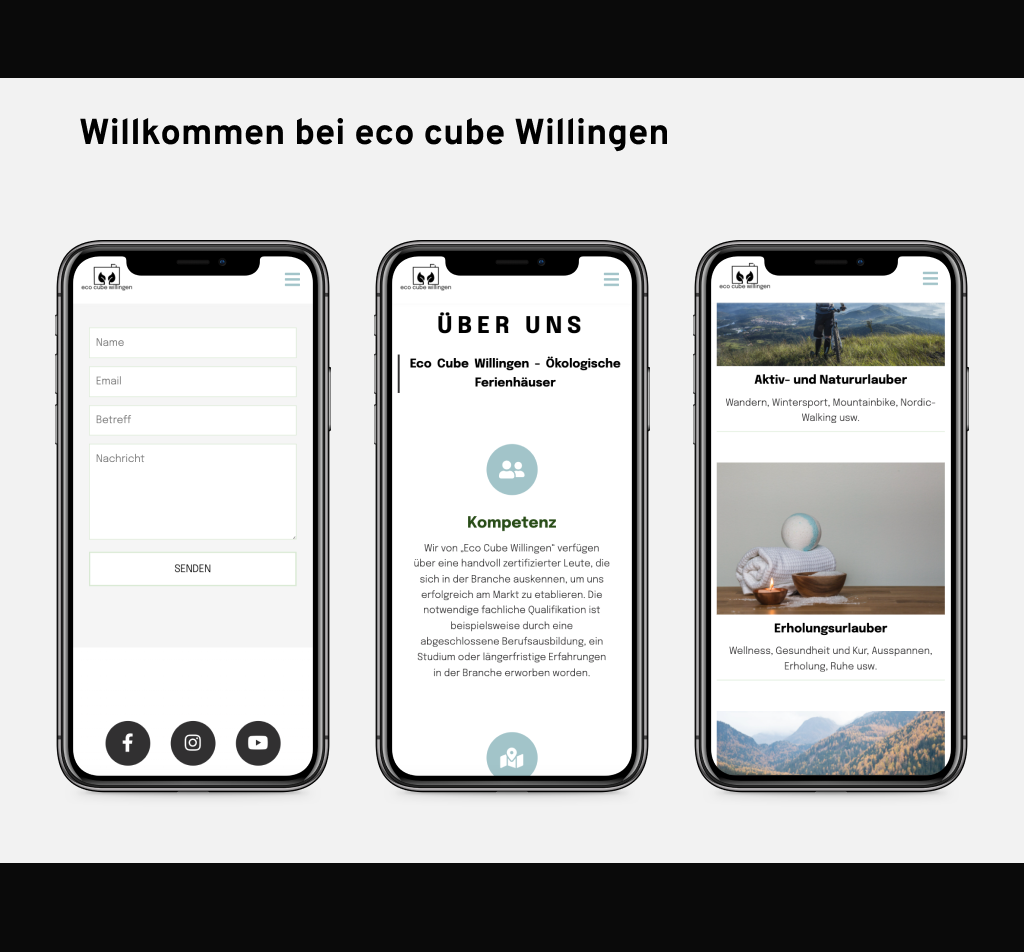 Willkommen bei eco cube Willingen
eco cube willingen
Name
Email
Betreff
Nachricht
SENDEN
eco cube willingen
ÜBER UNS
Eco Cube Willingen - Ökologische
Ferienhäuser
Kompetenz
Wir von „Eco Cube Willingen“ verfügen
über eine handvoll zertifizierter Leute, die
sich in der Branche auskennen, um uns
erfolgreich am Markt zu etablieren. Die
notwendige fachliche Qualifikation ist
beispielsweise durch eine
abgeschlossene Berufsausbildung, ein
Studium oder längerfristige Erfahrungen
in der Branche erworben worden.
eco cube willingen
Aktiv- und Natururlauber
Wandern, Wintersport, Mountainbike, Nordic-
Walking usw.
Erholungsurlauber
Wellness, Gesundheit und Kur, Ausspannen,
Erholung, Ruhe usw.